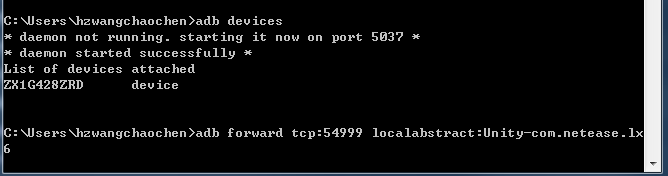 C:\Users\hzwangchaochen>adb devices
* daemon not running. starting it now on port 5037 *
* daemon started successfully *
List of devices attached
ZX1G428ZRD      device
C:\Users\hzwangchaochen>adb forward tcp:54999 localabstract:Unity-com.netease.lx
6